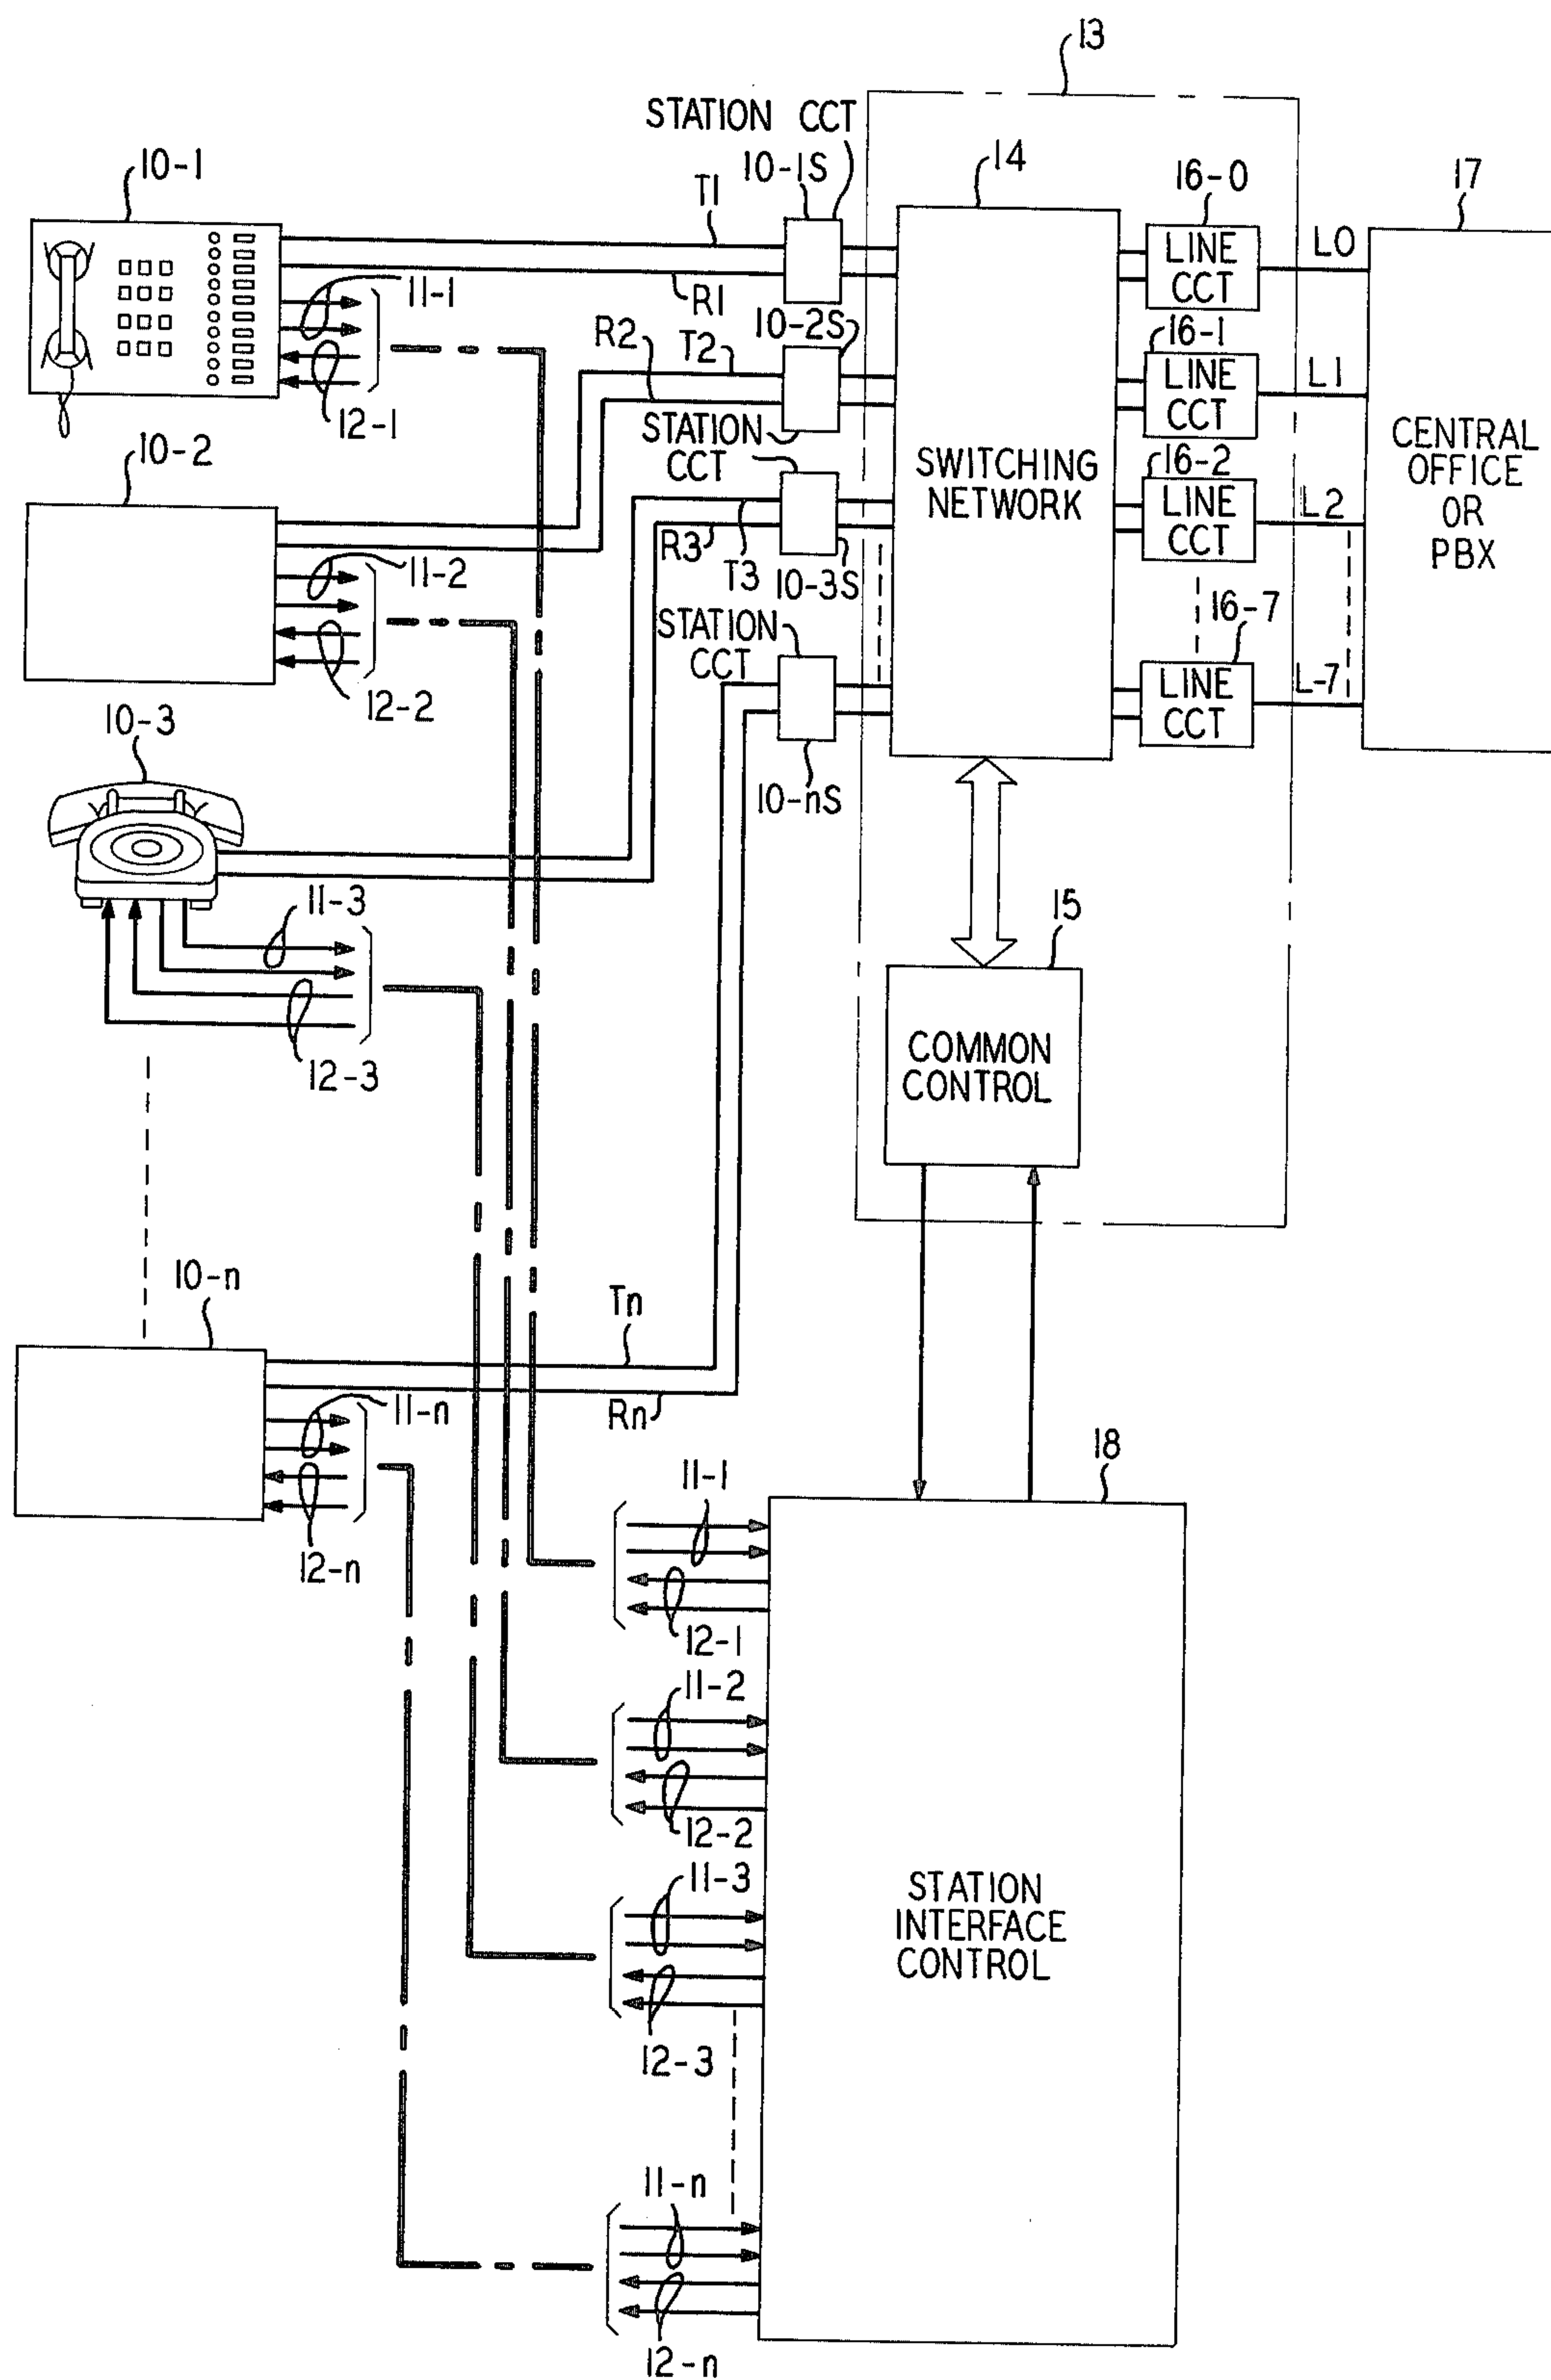 13
STATION CCT
10-1
10-1S
14
16-0
17
T1
LINE
CCT
L0
11-1
R1
10-2S
R2
T2
16-1
LINE
CCT
L1
12-1
STATION
CCT
10-2
SWITCHING
NETWORK
16-2
LINE
CCT
L2
CENTRAL
OFFICE
OR
PBX
R3
T3
10-3S
11-2
16-7
STATION
CCT
LINE
CCT
L-7
12-2
10-3
10-nS
11-3
15
COMMON
CONTROL
12-3
10-n
Tn
11-n
Rn
18
11-1
12-n
12-1
11-2
12-2
11-3
STATION
INTERFACE
CONTROL
12-3
11-n
12-n